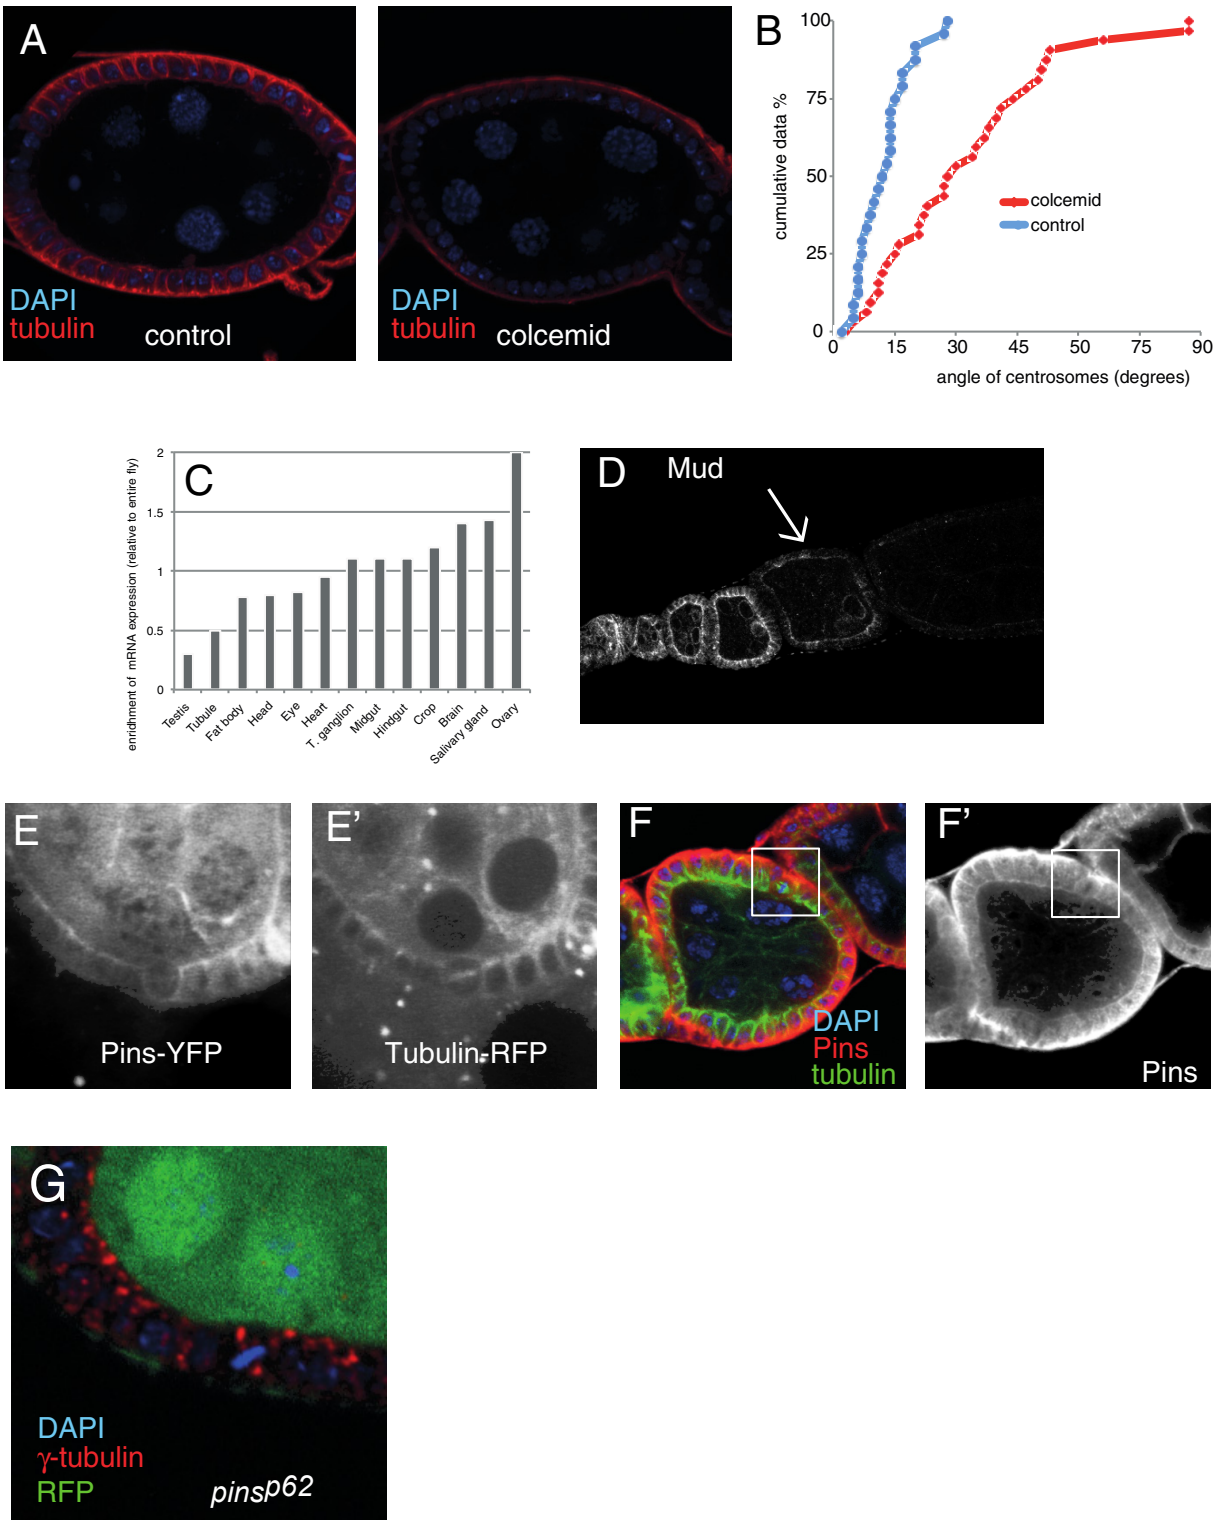 A
DAPI
tubulin
control
DAPI
tubulin
colcemid
B
cumulative data %
100
75
50
25
0
0 15 30 45 50 75 90
angle of centrosomes (degrees)
colcemid
control
C
enridhment of mRNA expression (relative to entire fly)
2
1.5
1
0.5
0
Testis
Tubule
Fat body
Head
Eye
Heart
T. ganglion
Midgut
Hindgut
Crop
Brain
Salivary gland
Ovary
D
Mud
E
Pins-YFP
E'
Tubulin-RFP
F
DAPI
Pins
tubulin
F'
Pins
G
DAPI
γ-tubulin
RFP
pinsp62